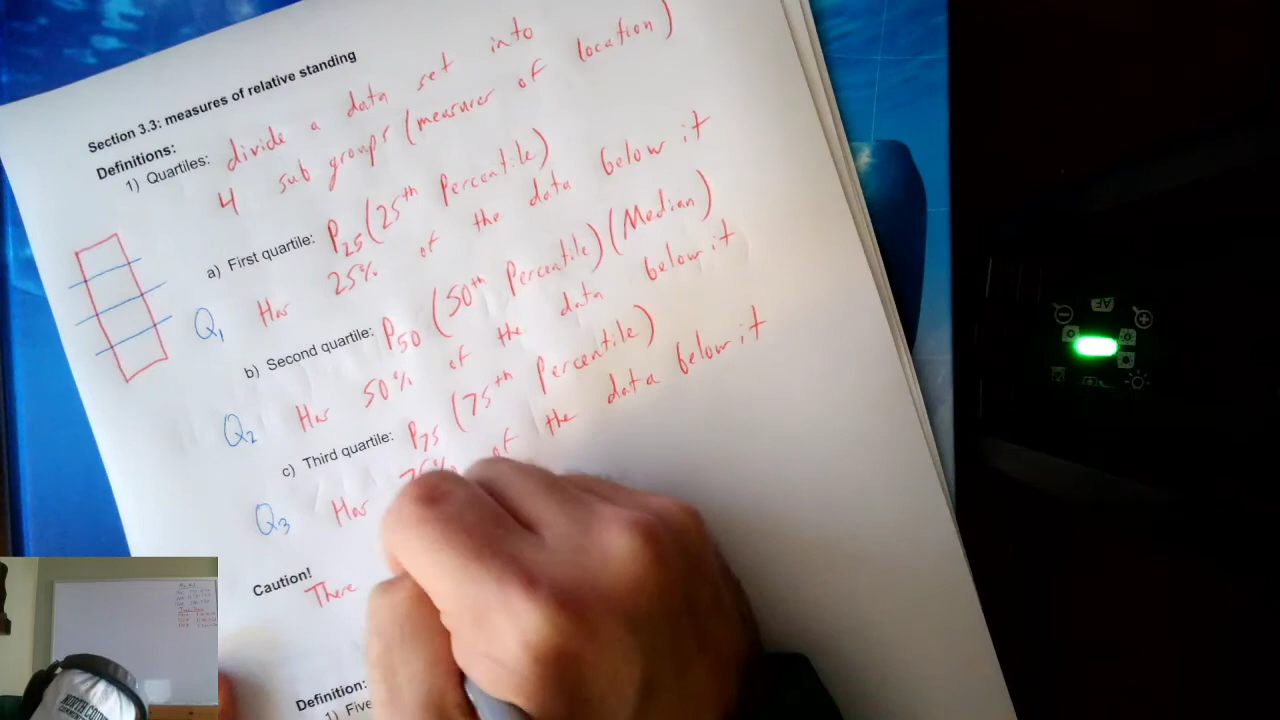 Section 3.3: measures of relative standing
Definitions:
1) Quartiles: divide a data set into
4 sub groups (measurer of location)
a) First quartile: P25 (25th Percentile)
Q1 Has 25% of the data below it
b) Second quartile: P50 (50th Percentile) (Median)
Q2 Has 50% of the data below it
c) Third quartile: P75 (75th Percentile)
Q3 Has 75% of the data below it
Caution!
There
Definition:
1) Five
AF